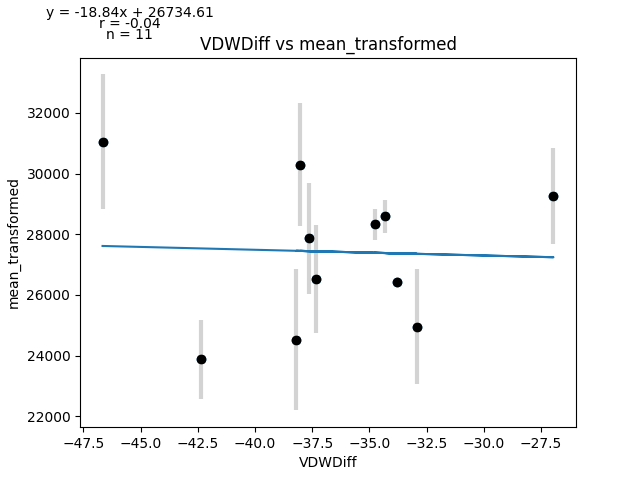 y = -18.84x + 26734.61
r = -0.04
n = 11
VDWDiff vs mean_transformed
mean_transformed
32000
30000
28000
26000
24000
22000
−47.5 −45.0 −42.5 −40.0 −37.5 −35.0 −32.5 −30.0 −27.5
VDWDiff